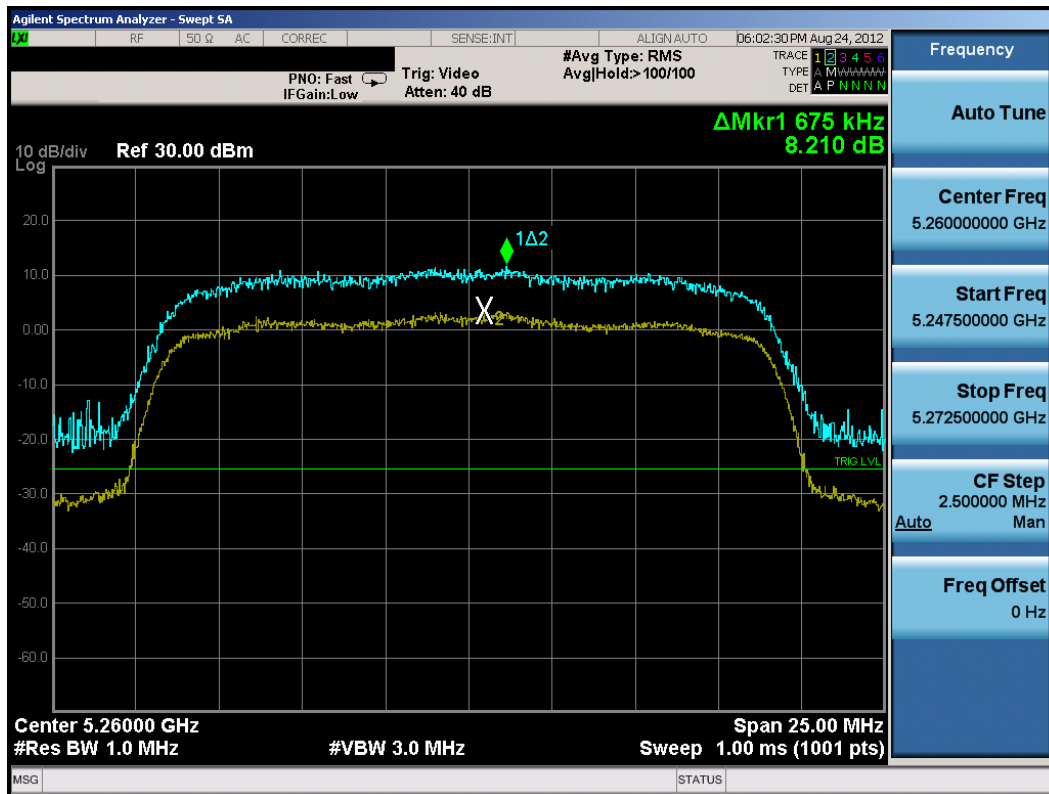 Agilent Spectrum Analyzer - Swept SA
LXI RF 50 Ω AC CORREC SENSE:INT ALIGN AUTO 06:02:30 PM Aug 24, 2012
PNO: Fast
IFGain:Low
Trig: Video
Atten: 40 dB
#Avg Type: RMS
Avg|Hold:>100/100
TRACE 1 2 3 4 5 6
TYPE A M W W W W
DET A P N N N N
ΔMkr1 675 kHz
8.210 dB
10 dB/div Ref 30.00 dBm
Log
20.0
10.0
0.00
-10.0
-20.0
-30.0
-40.0
-50.0
-60.0
1Δ2
X2
TRIG LVL
Center 5.26000 GHz Span 25.00 MHz
#Res BW 1.0 MHz #VBW 3.0 MHz Sweep 1.00 ms (1001 pts)
MSG STATUS
Frequency
Auto Tune
Center Freq
5.260000000 GHz
Start Freq
5.247500000 GHz
Stop Freq
5.272500000 GHz
CF Step
2.500000 MHz
Auto Man
Freq Offset
0 Hz